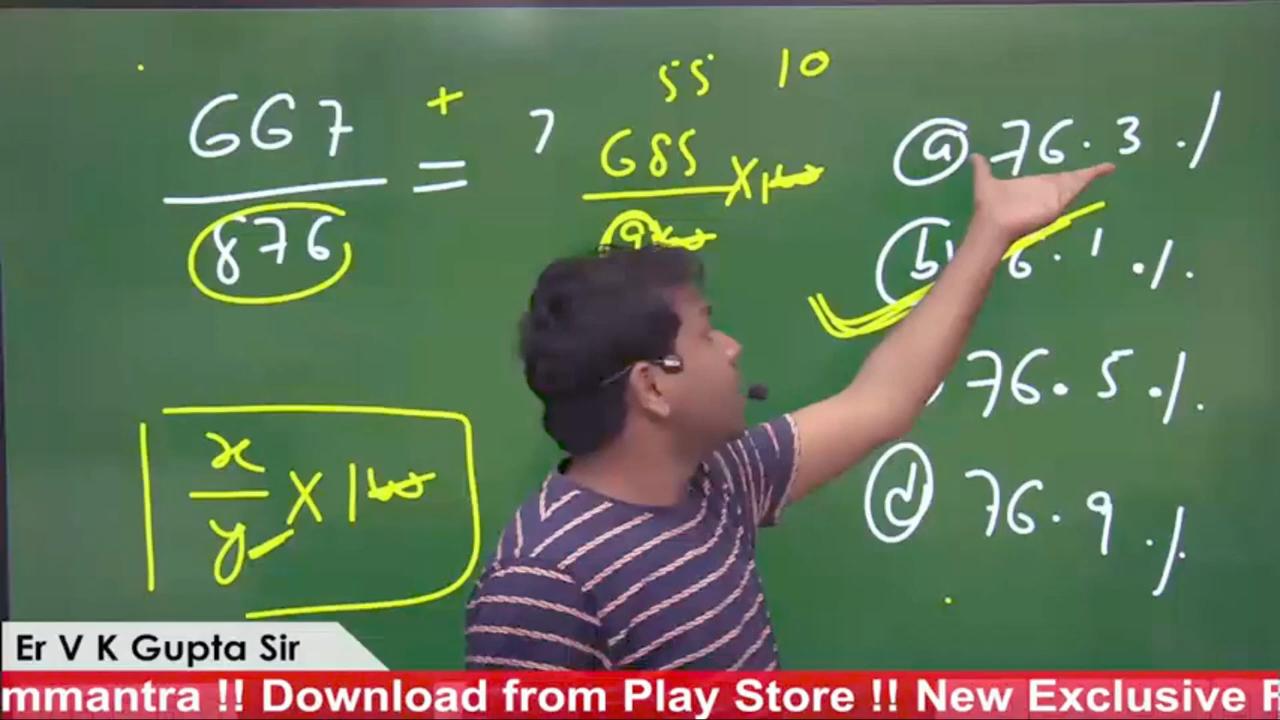 55 10
667 + = ? 685 X 100 (a) 76.3 %
876 900 (b) 6.1 %
76.5 %
x/y X 100 (d) 76.9 %
Er V K Gupta Sir
mmantra !! Download from Play Store !! New Exclusive F